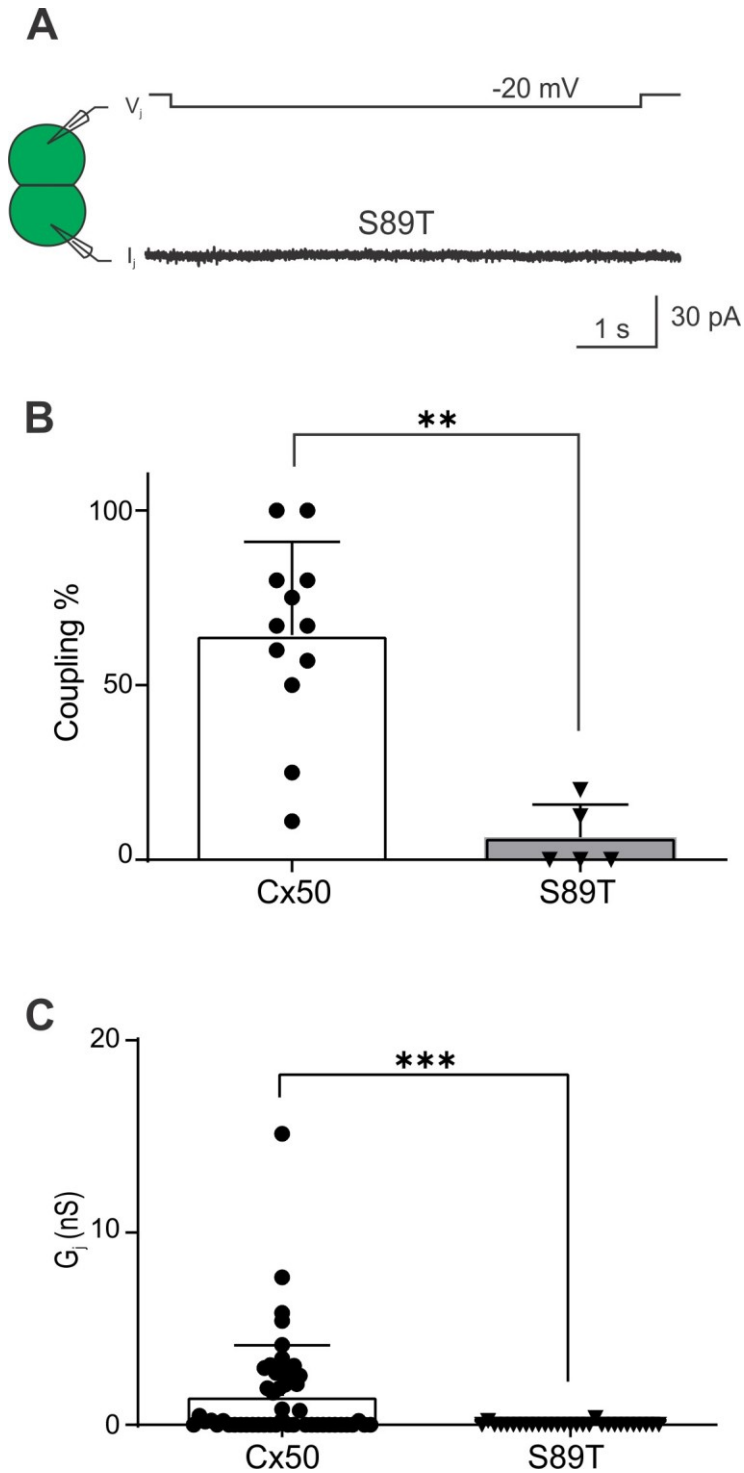 A
Vⱼ
-20 mV
S89T
Iⱼ
1 s
30 pA
B
**
100
50
0
Coupling %
Cx50
S89T
C
***
20
10
0
Gⱼ (nS)
Cx50
S89T